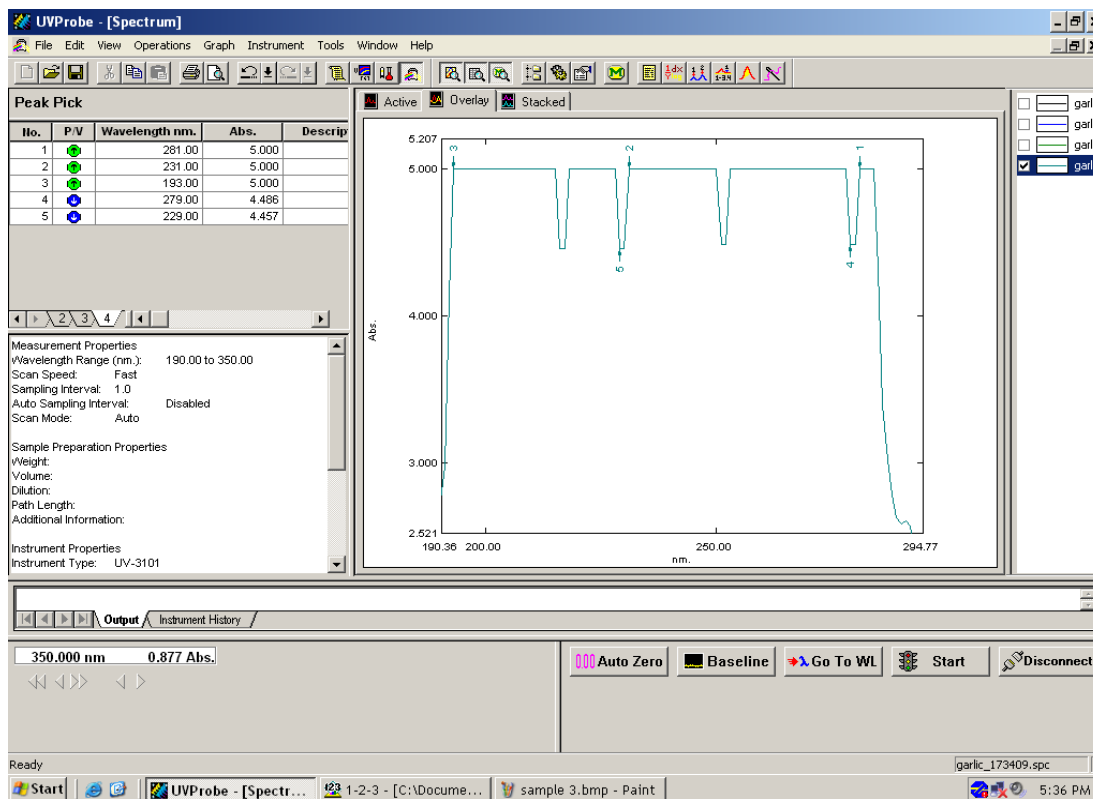 UVProbe - [Spectrum]
File Edit View Operations Graph Instrument Tools Window Help
Peak Pick
No. P/V Wavelength nm. Abs. Descrip
1 281.00 5.000
2 231.00 5.000
3 193.00 5.000
4 279.00 4.486
5 229.00 4.457
2 3 4
Measurement Properties
Wavelength Range (nm.): 190.00 to 350.00
Scan Speed: Fast
Sampling Interval: 1.0
Auto Sampling Interval: Disabled
Scan Mode: Auto
Sample Preparation Properties
Weight:
Volume:
Dilution:
Path Length:
Additional Information:
Instrument Properties
Instrument Type: UV-3101
Active Overlay Stacked
5.207
5.000
4.000
3.000
2.521
Abs.
3 2 1
5 4
190.36 200.00 250.00 294.77
nm.
garl
garl
garl
garl
Output Instrument History
350.000 nm 0.877 Abs.
Auto Zero Baseline Go To WL Start Disconnect
Ready garlic_173409.spc
Start UVProbe - [Spectr... 1-2-3 - [C:\Docume... sample 3.bmp - Paint 5:36 PM